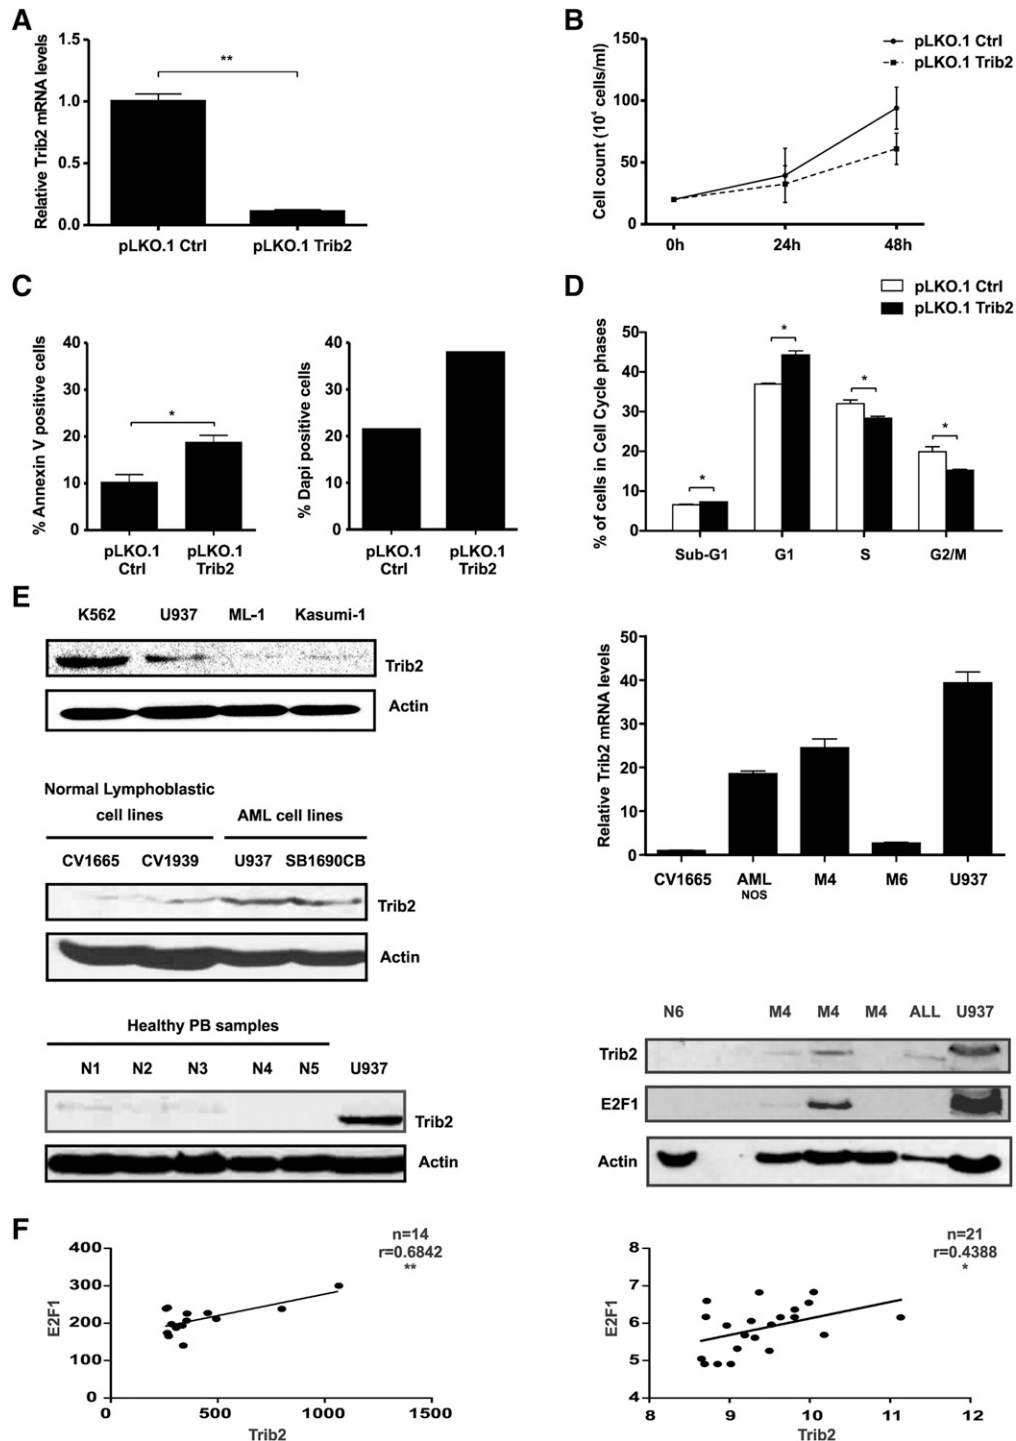 A
Relative Trib2 mRNA levels
1.5
1.0
0.5
0.0
**
pLKO.1 Ctrl
pLKO.1 Trib2
B
Cell count (10⁴ cells/ml)
150
100
50
0
0h
24h
48h
pLKO.1 Ctrl
pLKO.1 Trib2
C
% Annexin V positive cells
40
30
20
10
0
*
pLKO.1 Ctrl
pLKO.1 Trib2
% Dapi positive cells
40
30
20
10
0
pLKO.1 Ctrl
pLKO.1 Trib2
D
pLKO.1 Ctrl
pLKO.1 Trib2
% of cells in Cell Cycle phases
50
40
30
20
10
0
*
*
*
*
Sub-G1
G1
S
G2/M
E
K562 U937 ML-1 Kasumi-1
Trib2
Actin
Normal Lymphoblastic
cell lines
AML cell lines
CV1665 CV1939 U937 SB1690CB
Trib2
Actin
Healthy PB samples
N1 N2 N3 N4 N5 U937
Trib2
Actin
Relative Trib2 mRNA levels
50
40
30
20
10
0
CV1665
AML
NOS
M4
M6
U937
N6 M4 M4 M4 ALL U937
Trib2
E2F1
Actin
F
n=14
r=0.6842
**
E2F1
400
300
200
100
0
0 500 1000 1500
Trib2
n=21
r=0.4388
*
E2F1
8
7
6
5
4
8 9 10 11 12
Trib2